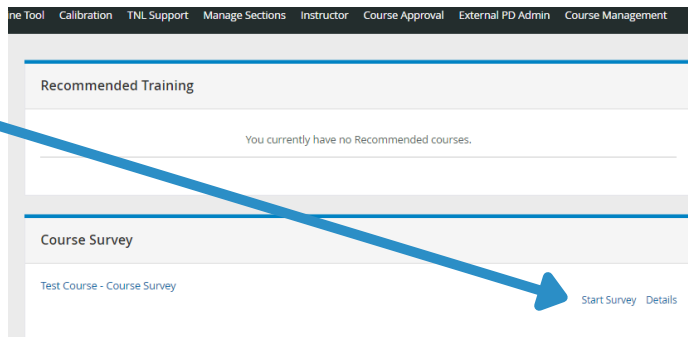 ne Tool Calibration TNL Support Manage Sections Instructor Course Approval External PD Admin Course Management
Recommended Training
You currently have no Recommended courses.
Course Survey
Test Course - Course Survey
Start Survey Details